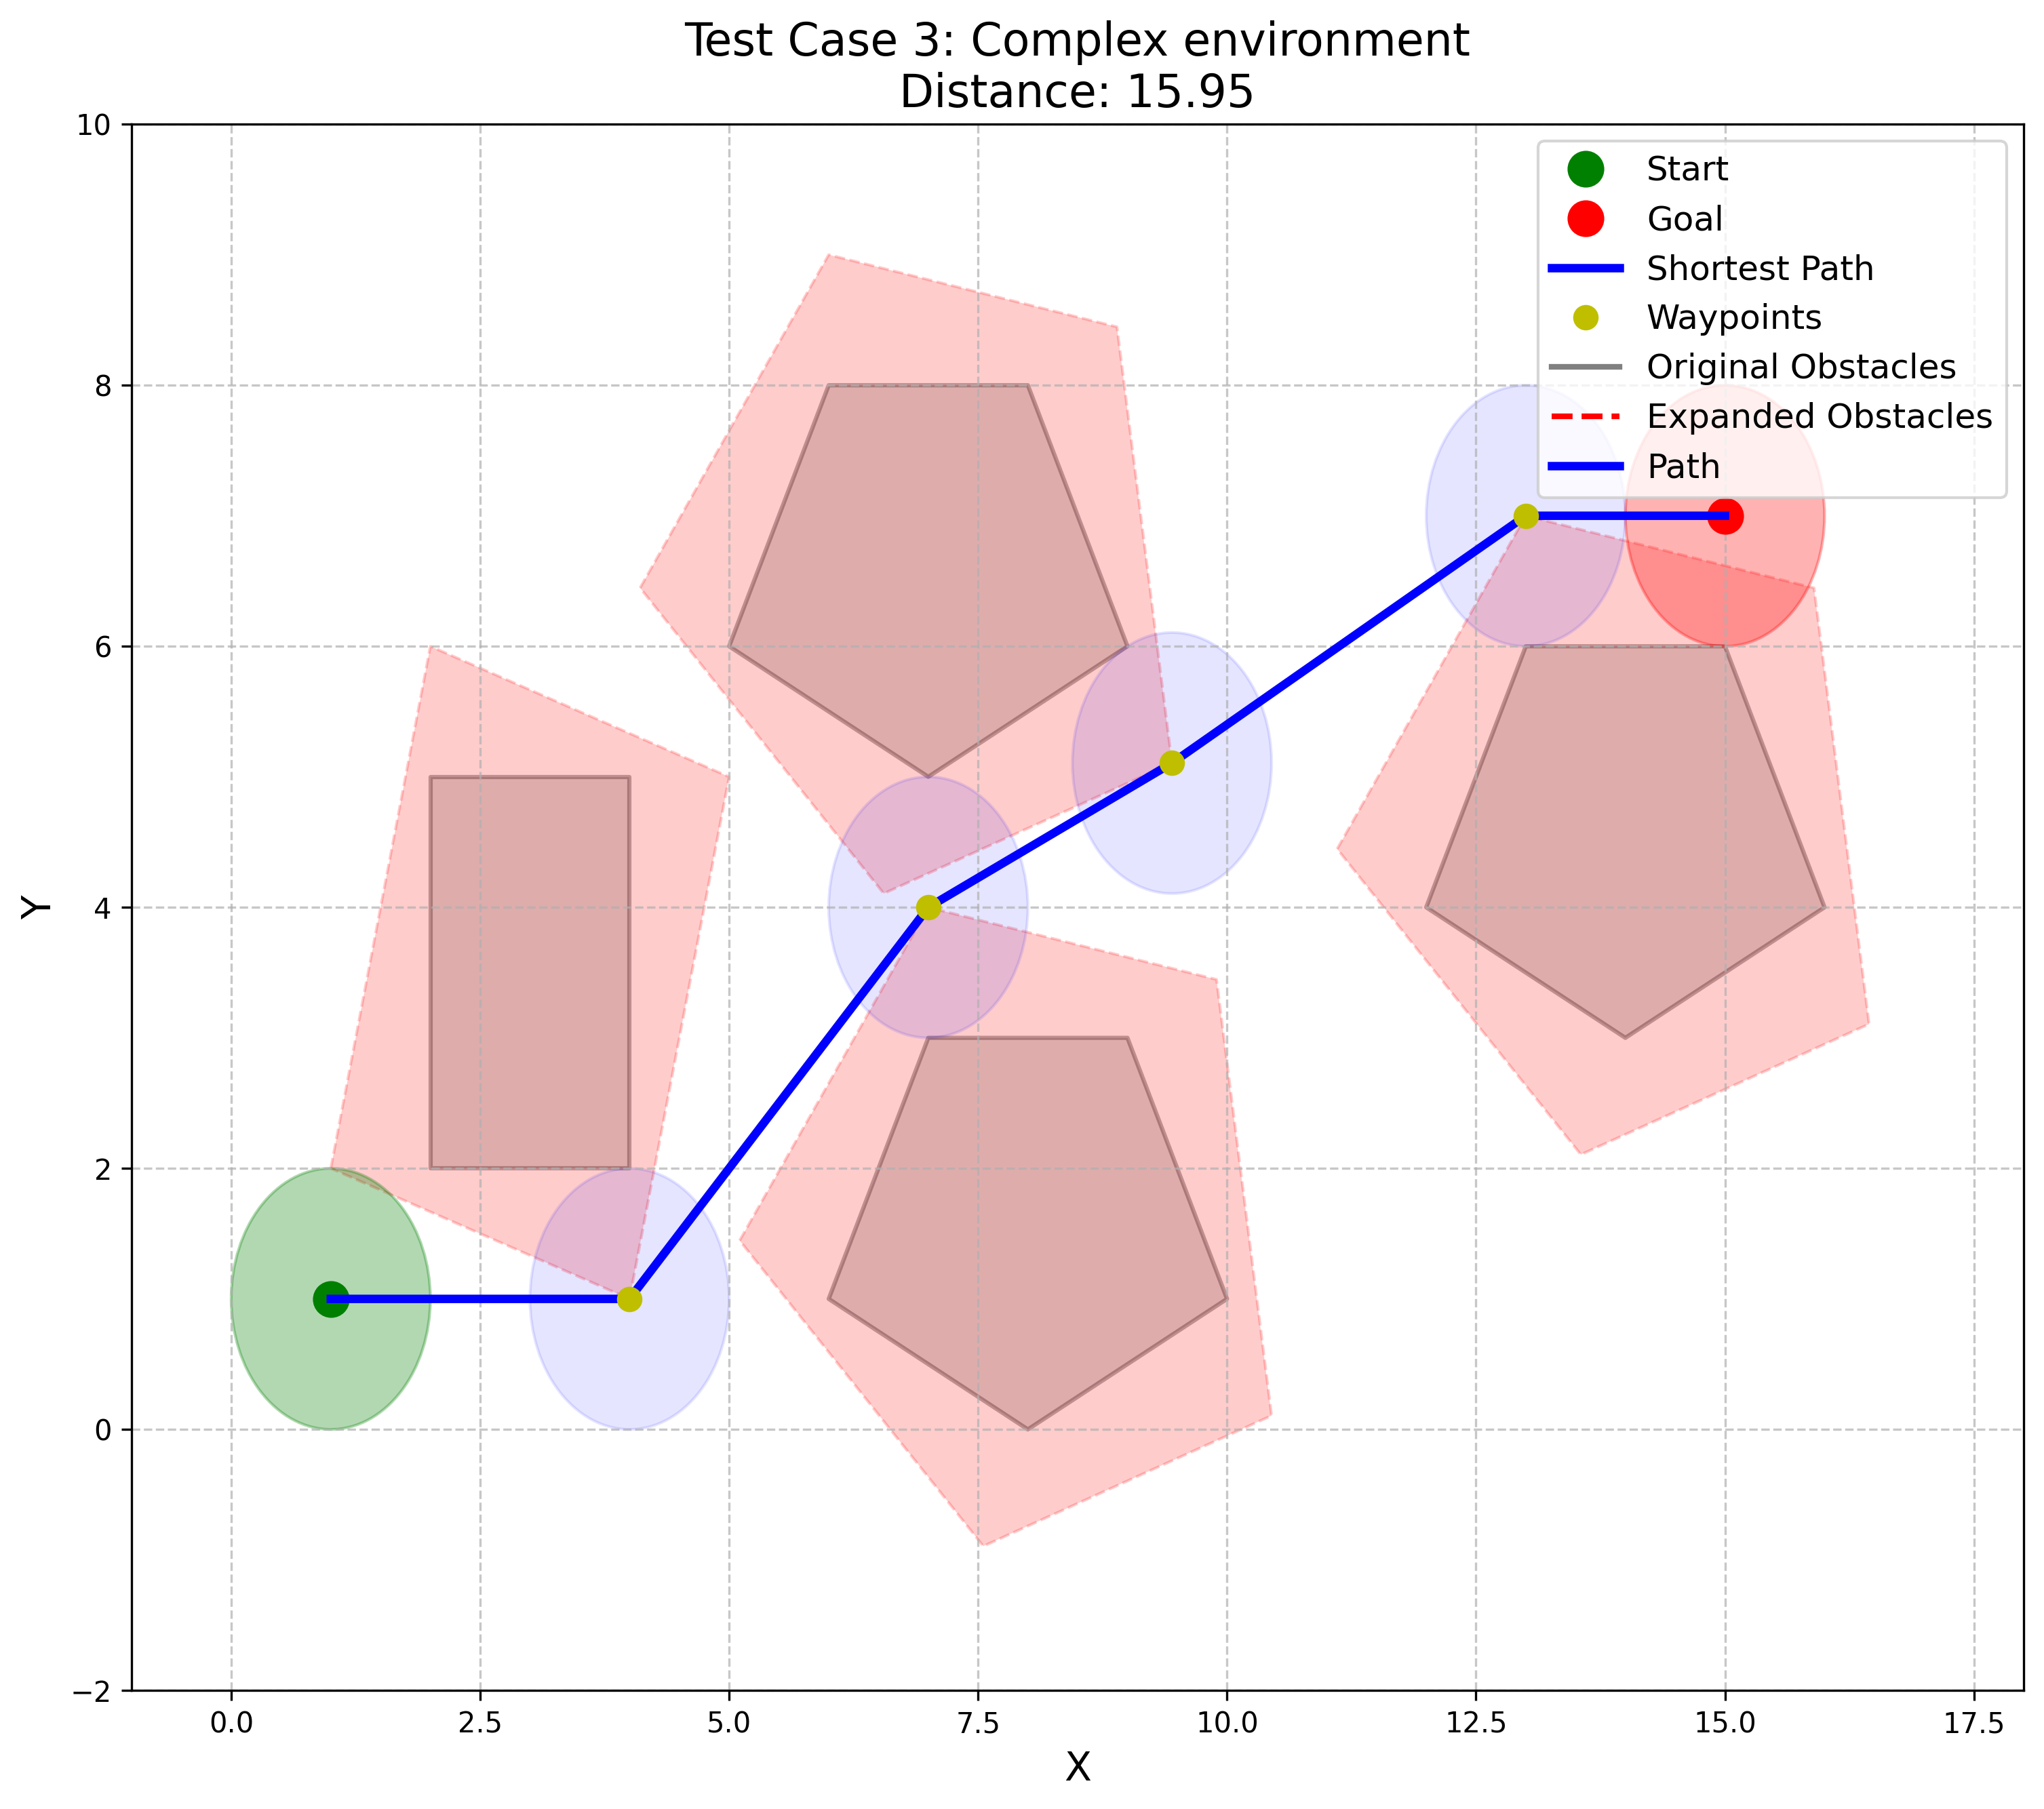 Test Case 3: Complex environment
Distance: 15.95
Start
Goal
Shortest Path
Waypoints
Original Obstacles
Expanded Obstacles
Path
Y
10
8
6
4
2
0
−2
0.0 2.5 5.0 7.5 10.0 12.5 15.0 17.5
X